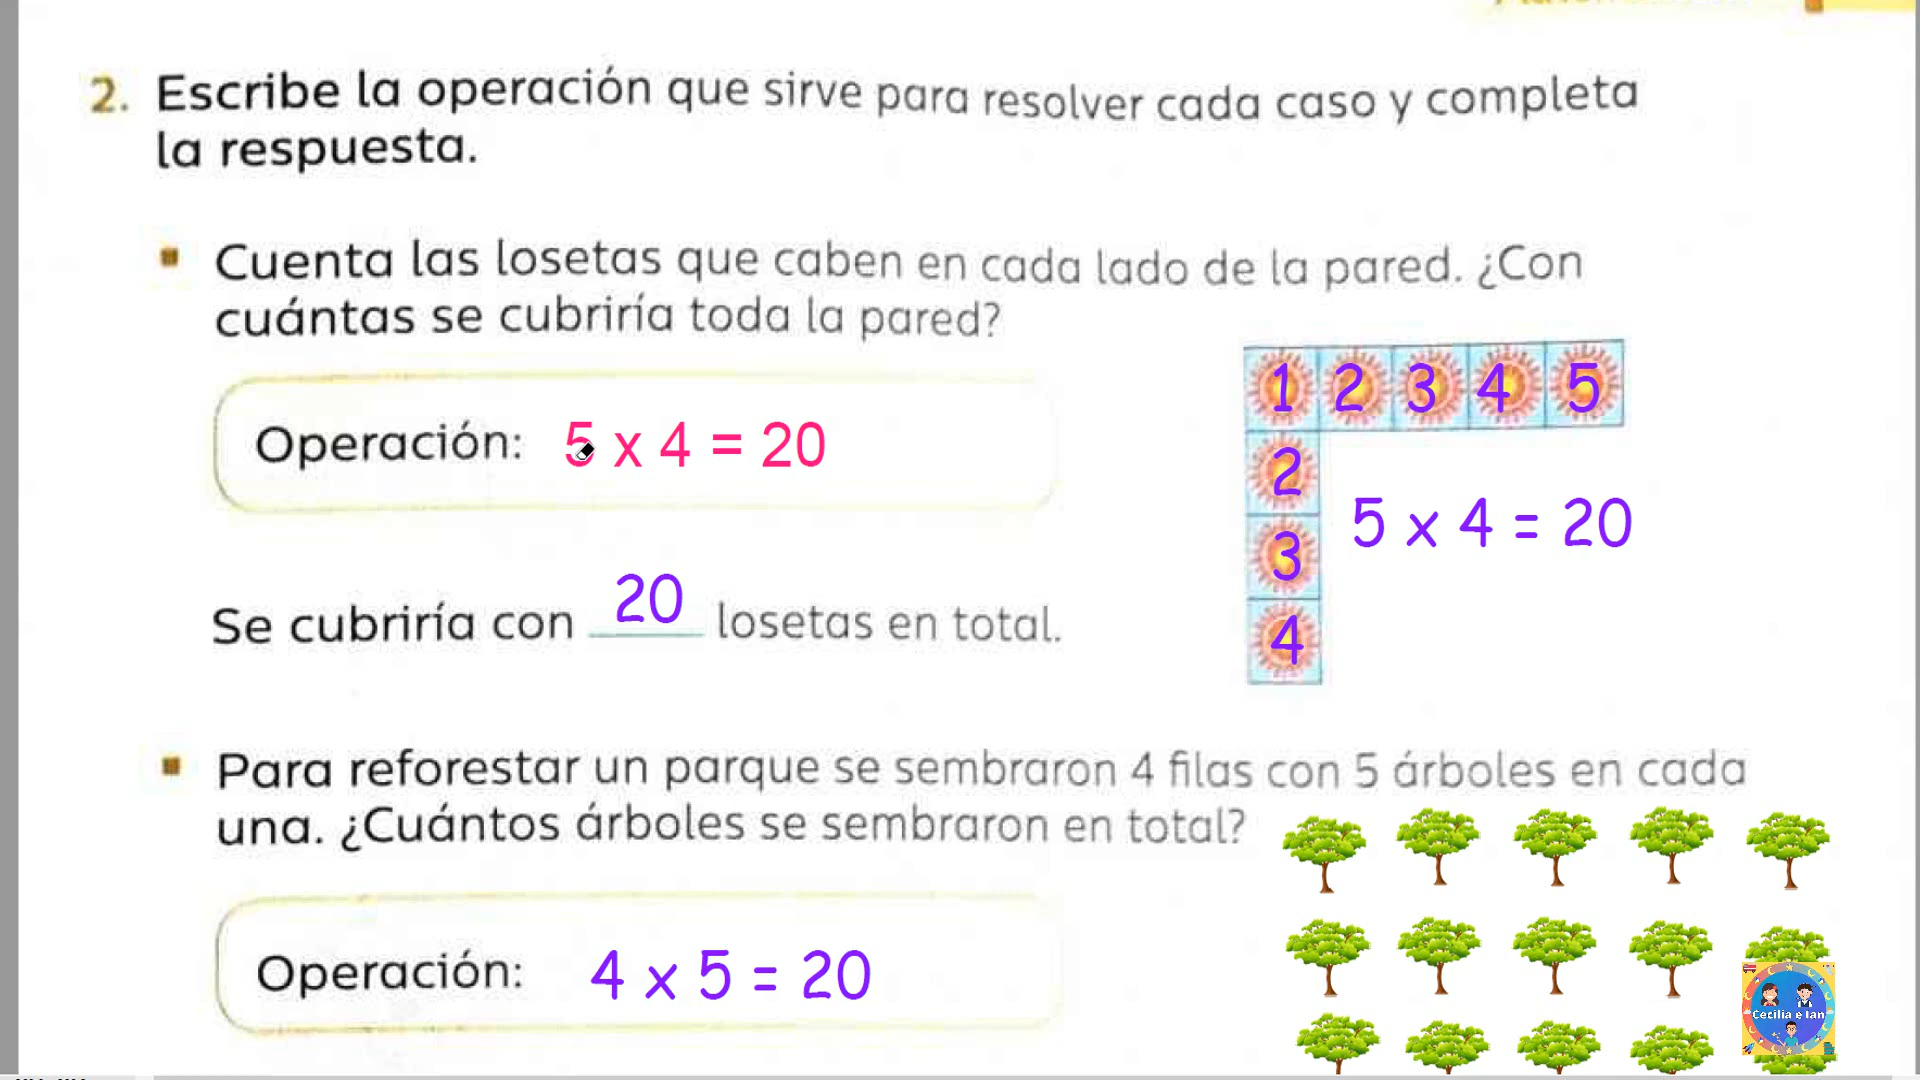 2. Escribe la operación que sirve para resolver cada caso y completa
la respuesta.
Cuenta las losetas que caben en cada lado de la pared. ¿Con
cuántas se cubriría toda la pared?
1 2 3 4 5
Operación: 5 x 4 = 20
2
3
4
5 x 4 = 20
Se cubriría con 20 losetas en total.
Para reforestar un parque se sembraron 4 filas con 5 árboles en cada
una. ¿Cuántos árboles se sembraron en total?
Operación: 4 x 5 = 20
Cecilia e Ian